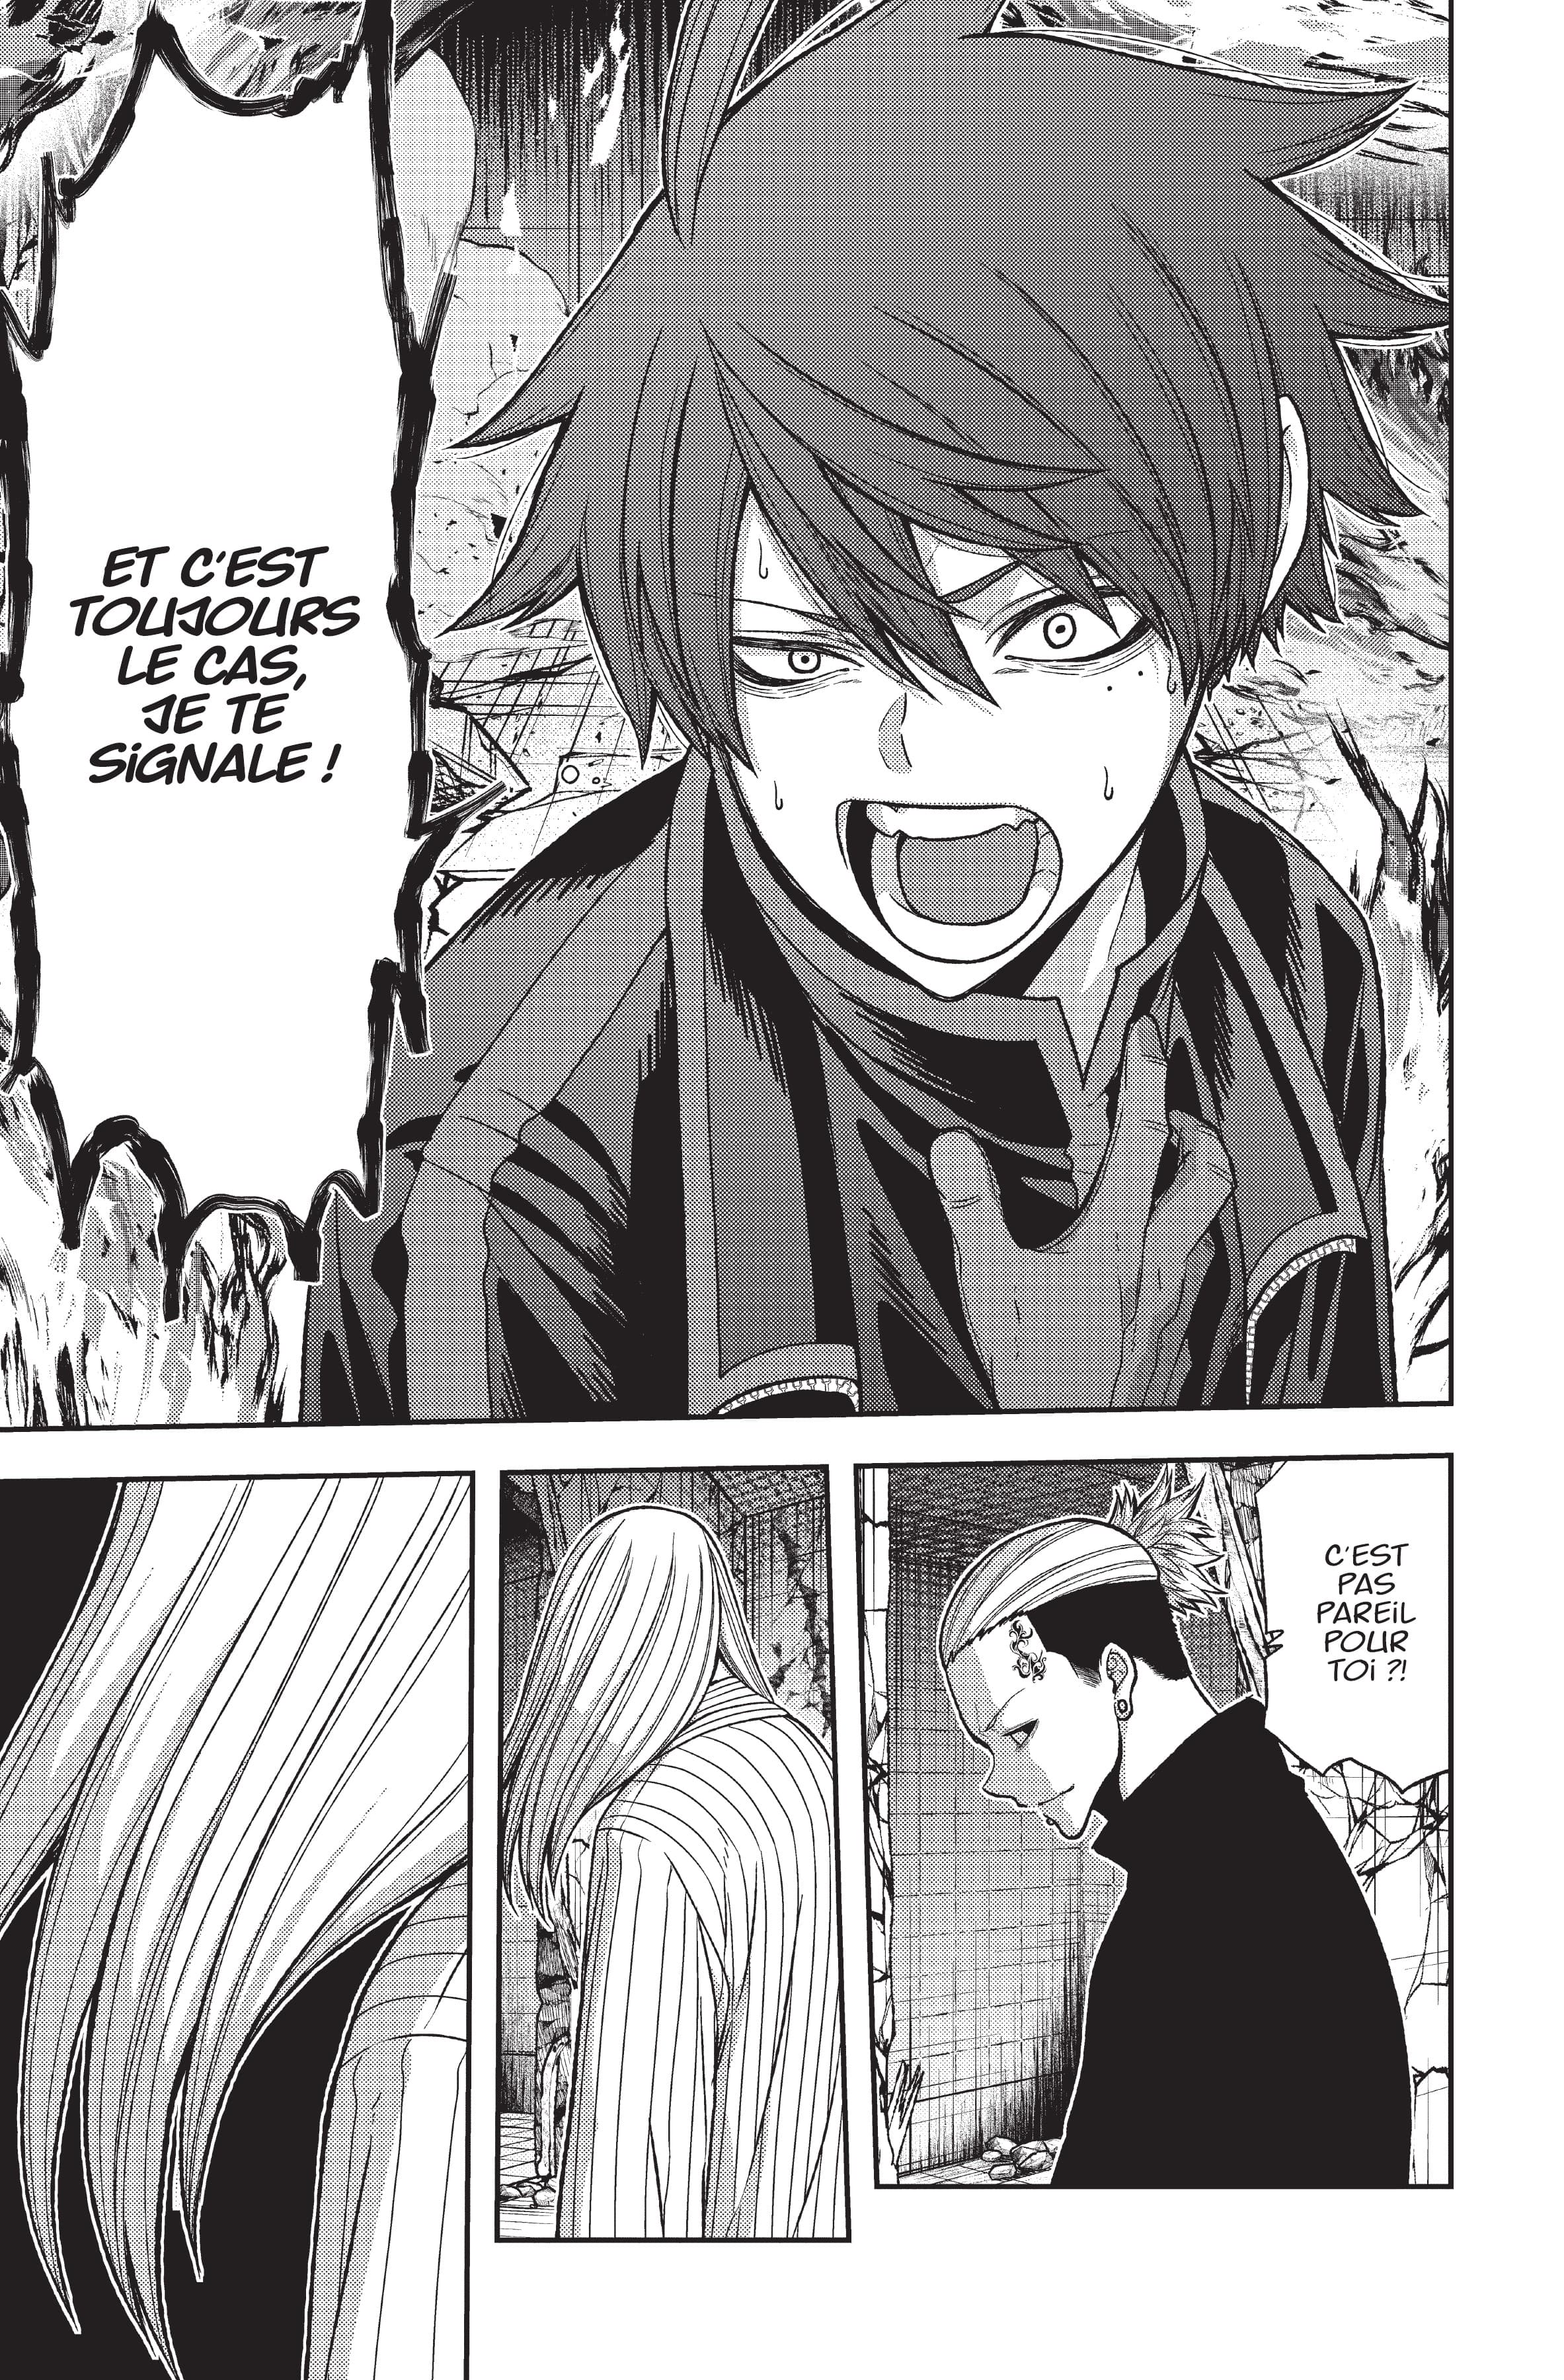 ET C'EST
TOUJOURS
LE CAS,
JE TE
SiGNALE !
C'EST
PAS
PAREiL
POUR
TOi ?!